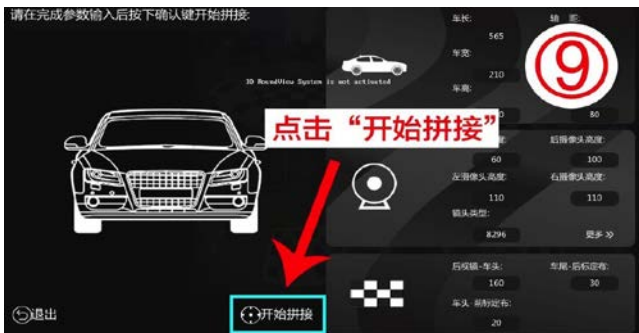 请在完成参数输入后按下确认键开始拼接:
车长:
轴 距:
565
⑨
车宽:
210
3D RoundView System is not activated
车高:
80
点击“开始拼接”
后摄像头高度:
60
100
左摄像头高度:
右摄像头高度:
110
110
镜头类型:
8296
更多 >>
后权镇-车头:
车尾-后标定布:
160
30
车头-前标定布:
20
退出
开始拼接